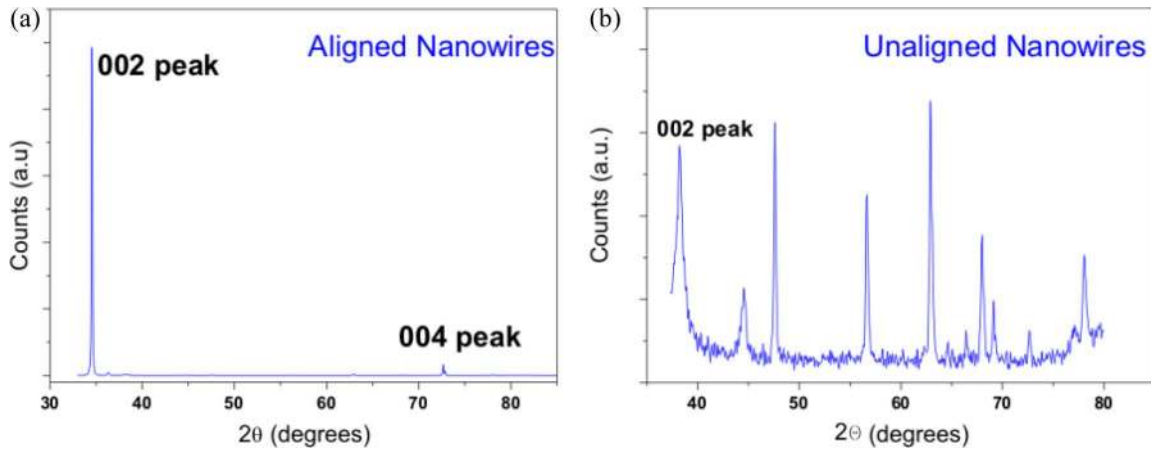 (a)
Aligned Nanowires
002 peak
004 peak
Counts (a.u)
30 40 50 60 70 80
2θ (degrees)
(b)
Unaligned Nanowires
002 peak
Counts (a.u.)
40 50 60 70 80
2Θ (degrees)